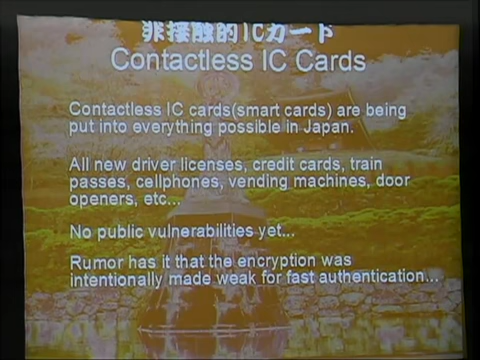 非接触的ICカード
Contactless IC Cards
Contactless IC cards(smart cards) are being
put into everything possible in Japan.
All new driver licenses, credit cards, train
passes, cellphones, vending machines, door
openers, etc...
No public vulnerabilities yet...
Rumor has it that the encryption was
intentionally made weak for fast authentication...